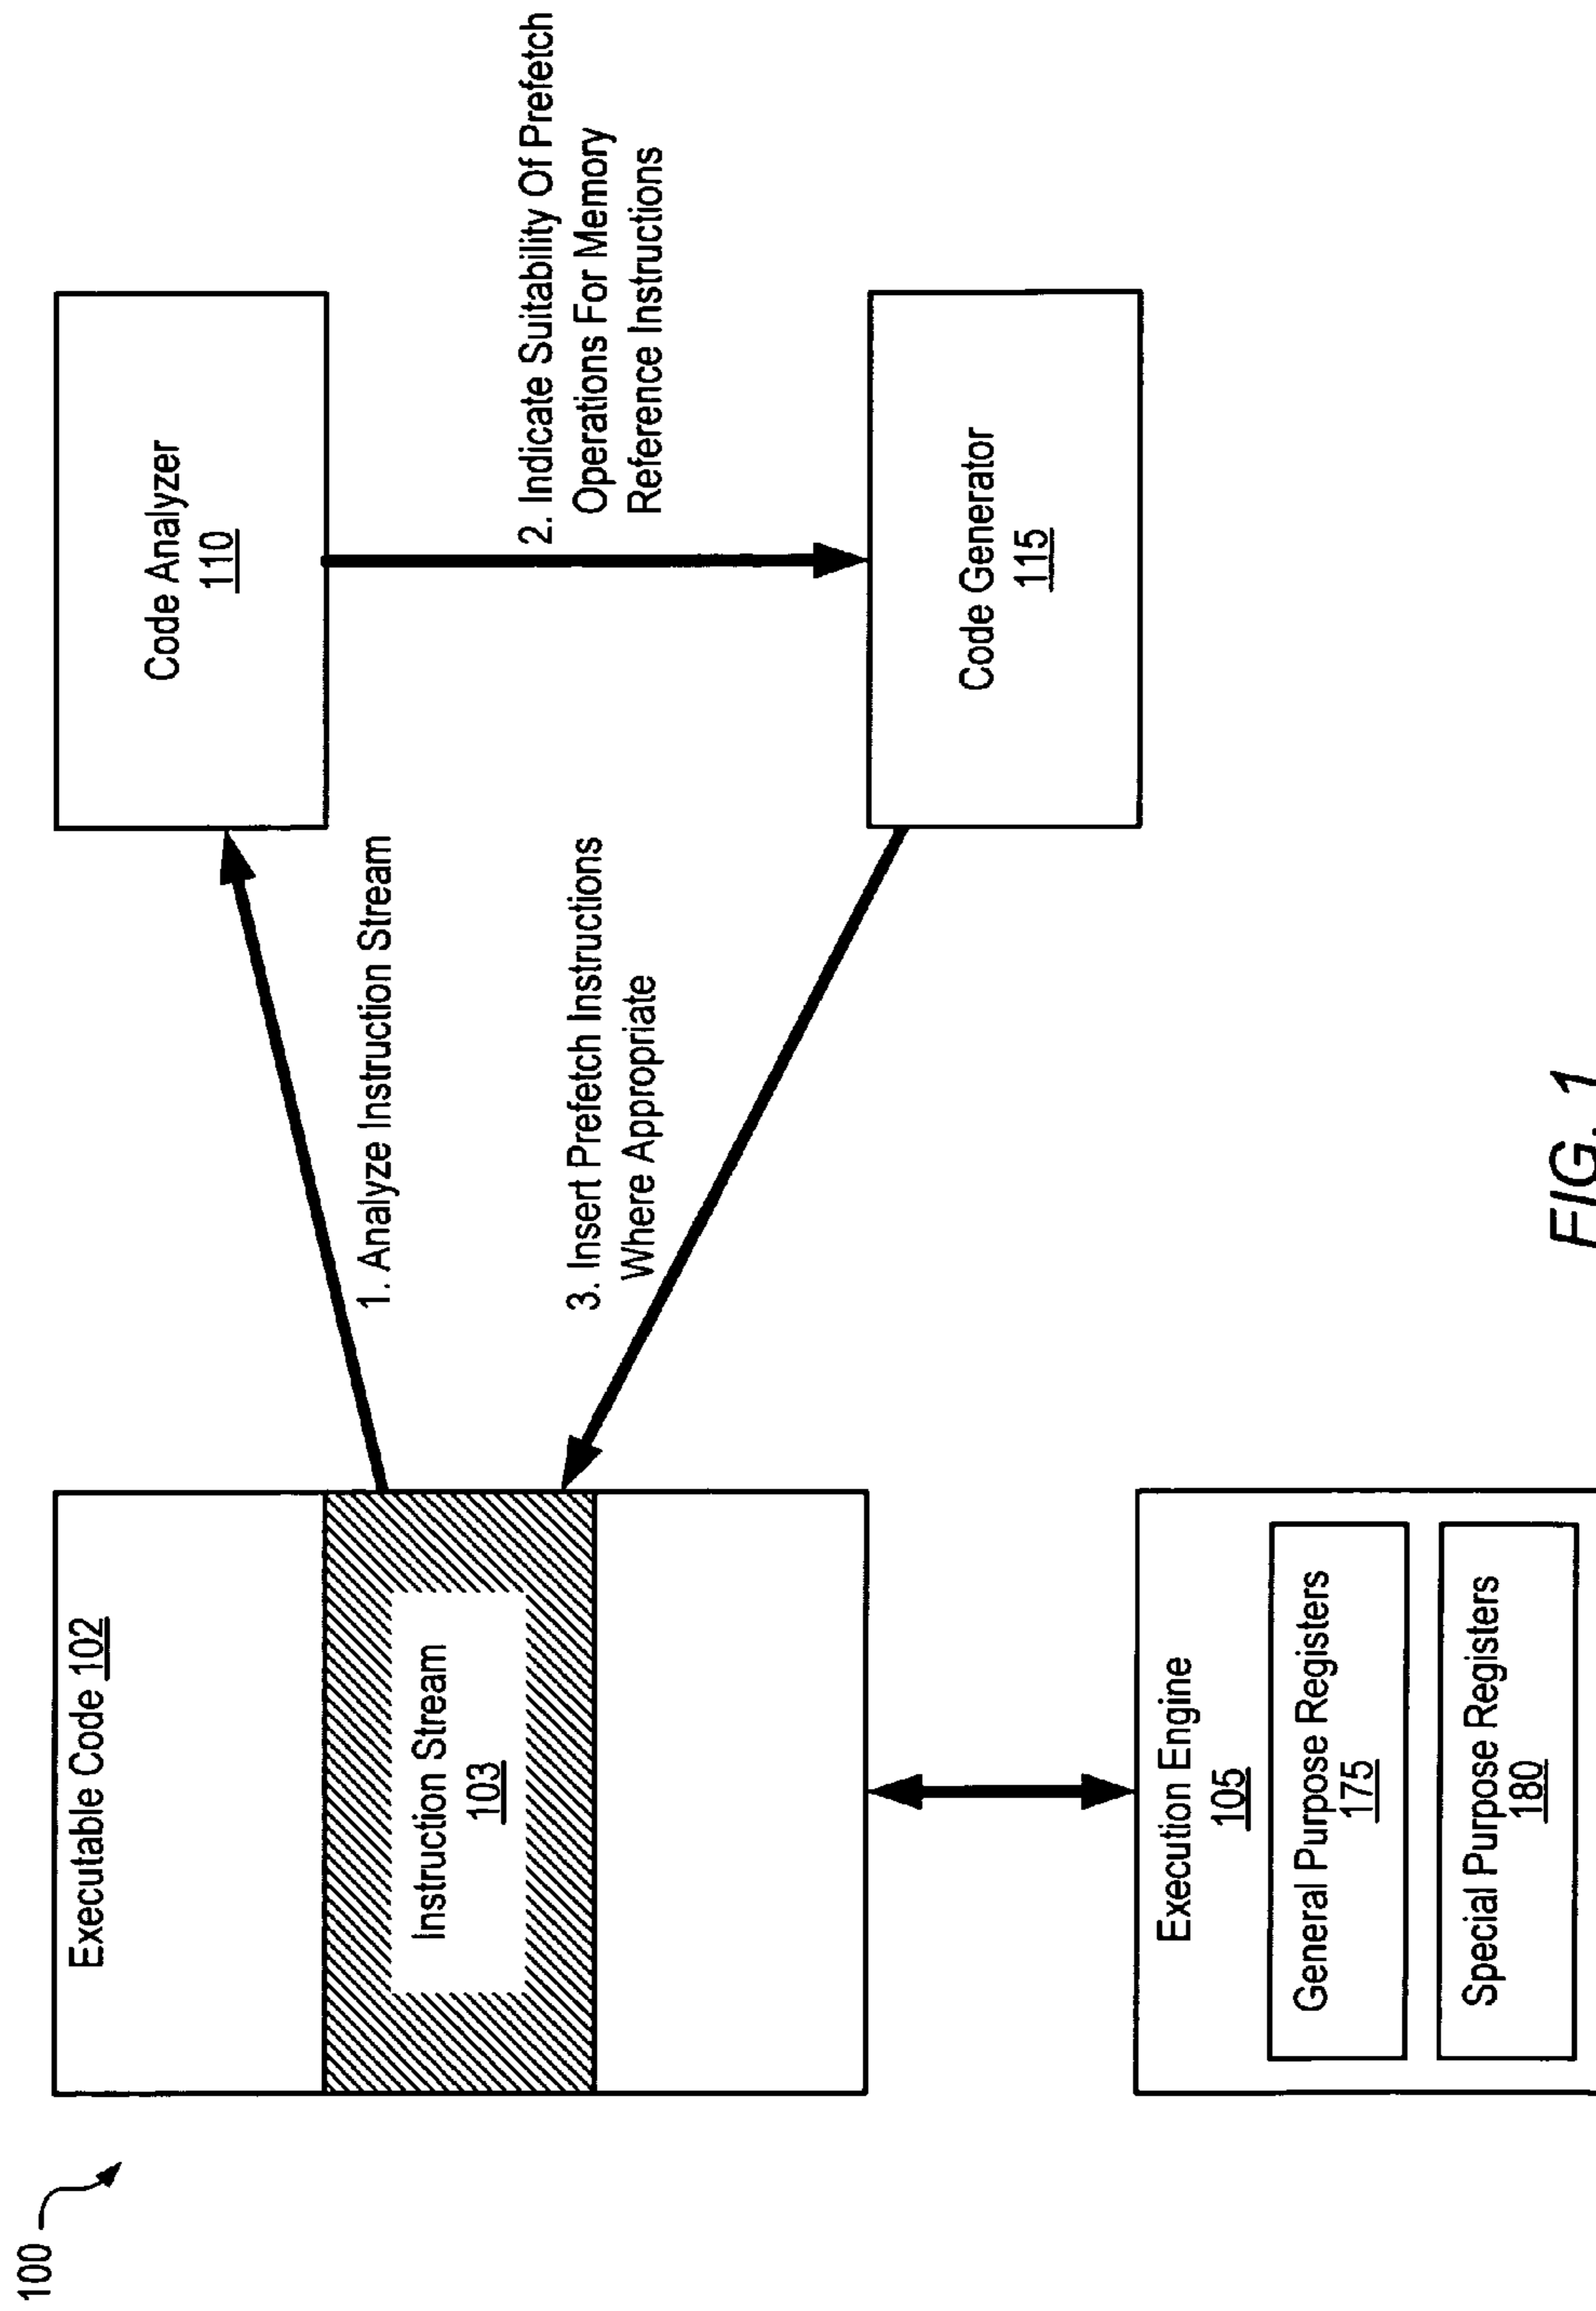 100
Executable Code 102
Instruction Stream
103
1. Analyze Instruction Stream
Code Analyzer
110
2. Indicate Suitability Of Prefetch
Operations For Memory
Reference Instructions
3. Insert Prefetch Instructions
Where Appropriate
Code Generator
115
Execution Engine
105
General Purpose Registers
175
Special Purpose Registers
180
FIG. 1